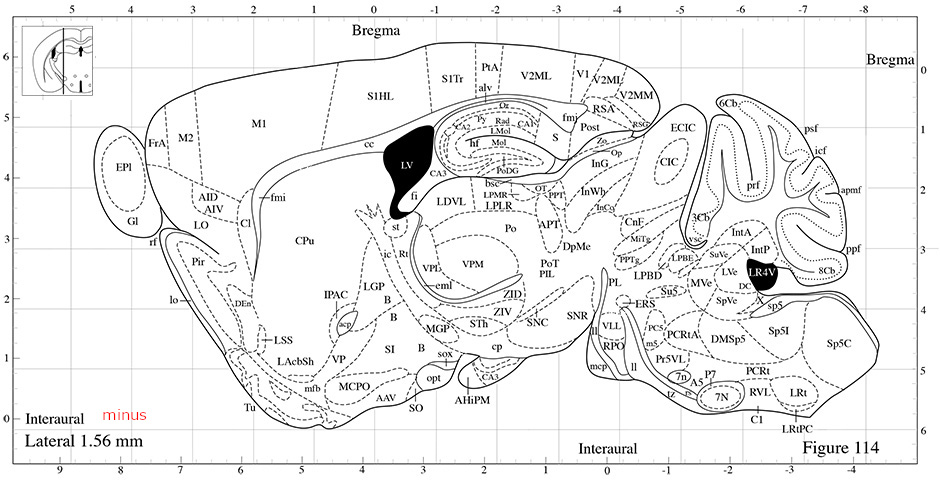 5 4 3 2 1 0 -1 -2 -3 -4 -5 -6 -7 -8
Bregma
Bregma
6
5
4
3
2
1
0
0
1
2
3
4
5
6
PtA
S1Tr
V2ML
V1
V2ML
V2MM
S1HL
alv
RSA
RSG
6Cb
M1
M2
FrA
Or
Py
Rad
CA1
CA2
LMol
fmj
Post
ECIC
psf
cc
hf
Mol
S
Zo
Op
icf
EPl
LV
CA3
PoDG
InG
CIC
prf
apmf
bsc
LPMR
OT
PPT
InWh
AID
AIV
fmi
fi
LDVL
LPLR
InCo
Gl
LO
Cl
st
Po
APT
CnF
3Cb
IntA
rf
CPu
DpMe
MiTg
vsc
ppf
Pir
ic
Rt
VPL
VPM
PoT
PIL
PPTg
LPBE
SuVe
IntP
8Cb
LPBD
LVe
LR4V
LGP
eml
PL
MVe
DC
lo
DEn
IPAC
B
ZID
Su5
SpVe
X
sp5
ERS
acp
B
ZIV
SNR
MGP
STh
SNC
VLL
PC5
PCRtA
DMSp5
Sp5I
Sp5C
LSS
SI
B
cp
ll
RPO
m5
LAcbSh
VP
sox
Pr5VL
PCRt
mfb
MCPO
opt
CA3
mcp
ll
7n
A5
P7
AAV
tz
rs
7N
RVL
LRt
Tu
SO
AHiPM
C1
LRtPC
Interaural minus
Lateral 1.56 mm
Interaural
Figure 114
9 8 7 6 5 4 3 2 1 0 -1 -2 -3 -4